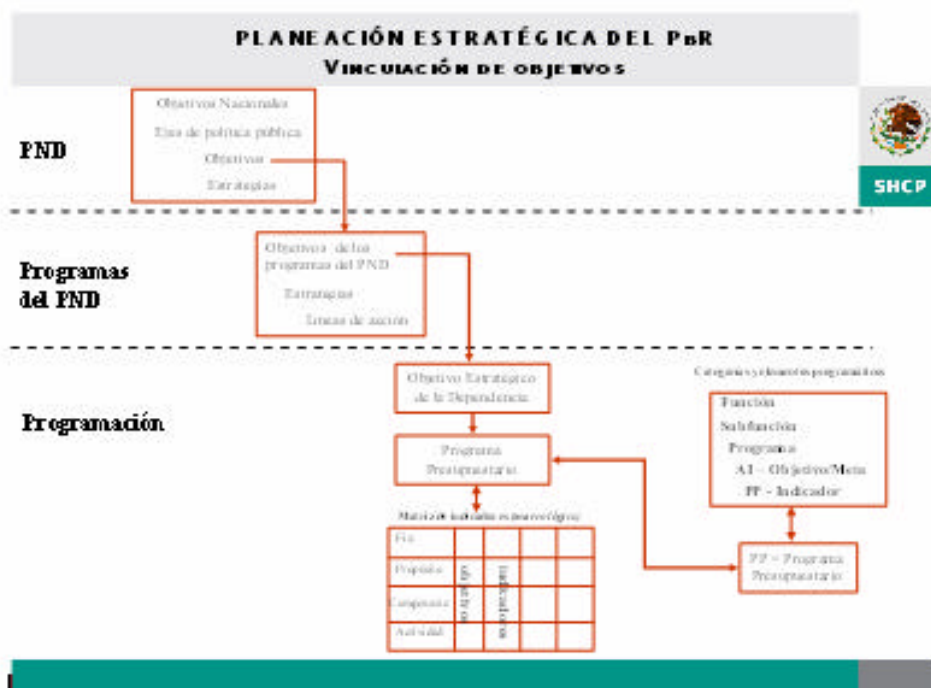 PLANEACIÓN ESTRATÉGICA DEL PBR
VINCULACIÓN DE OBJETIVOS
SHCP
PND
Objetivos Nacionales
Ejes de política pública
Objetivos
Estrategias
Programas
del PND
Objetivos de los
programas del PND
Estrategias
Líneas de acción
Programación
Objetivo Estratégico
de la Dependencia
Programa
Presupuestario
Matriz de indicadores
Fin
Propósito
Componente
Actividad
objetivos
indicadores
Categorías y elementos programáticos
Función
Subfunción
Programa
AI – Objetivo/Meta
PP - Indicador
PP – Programa
Presupuestario